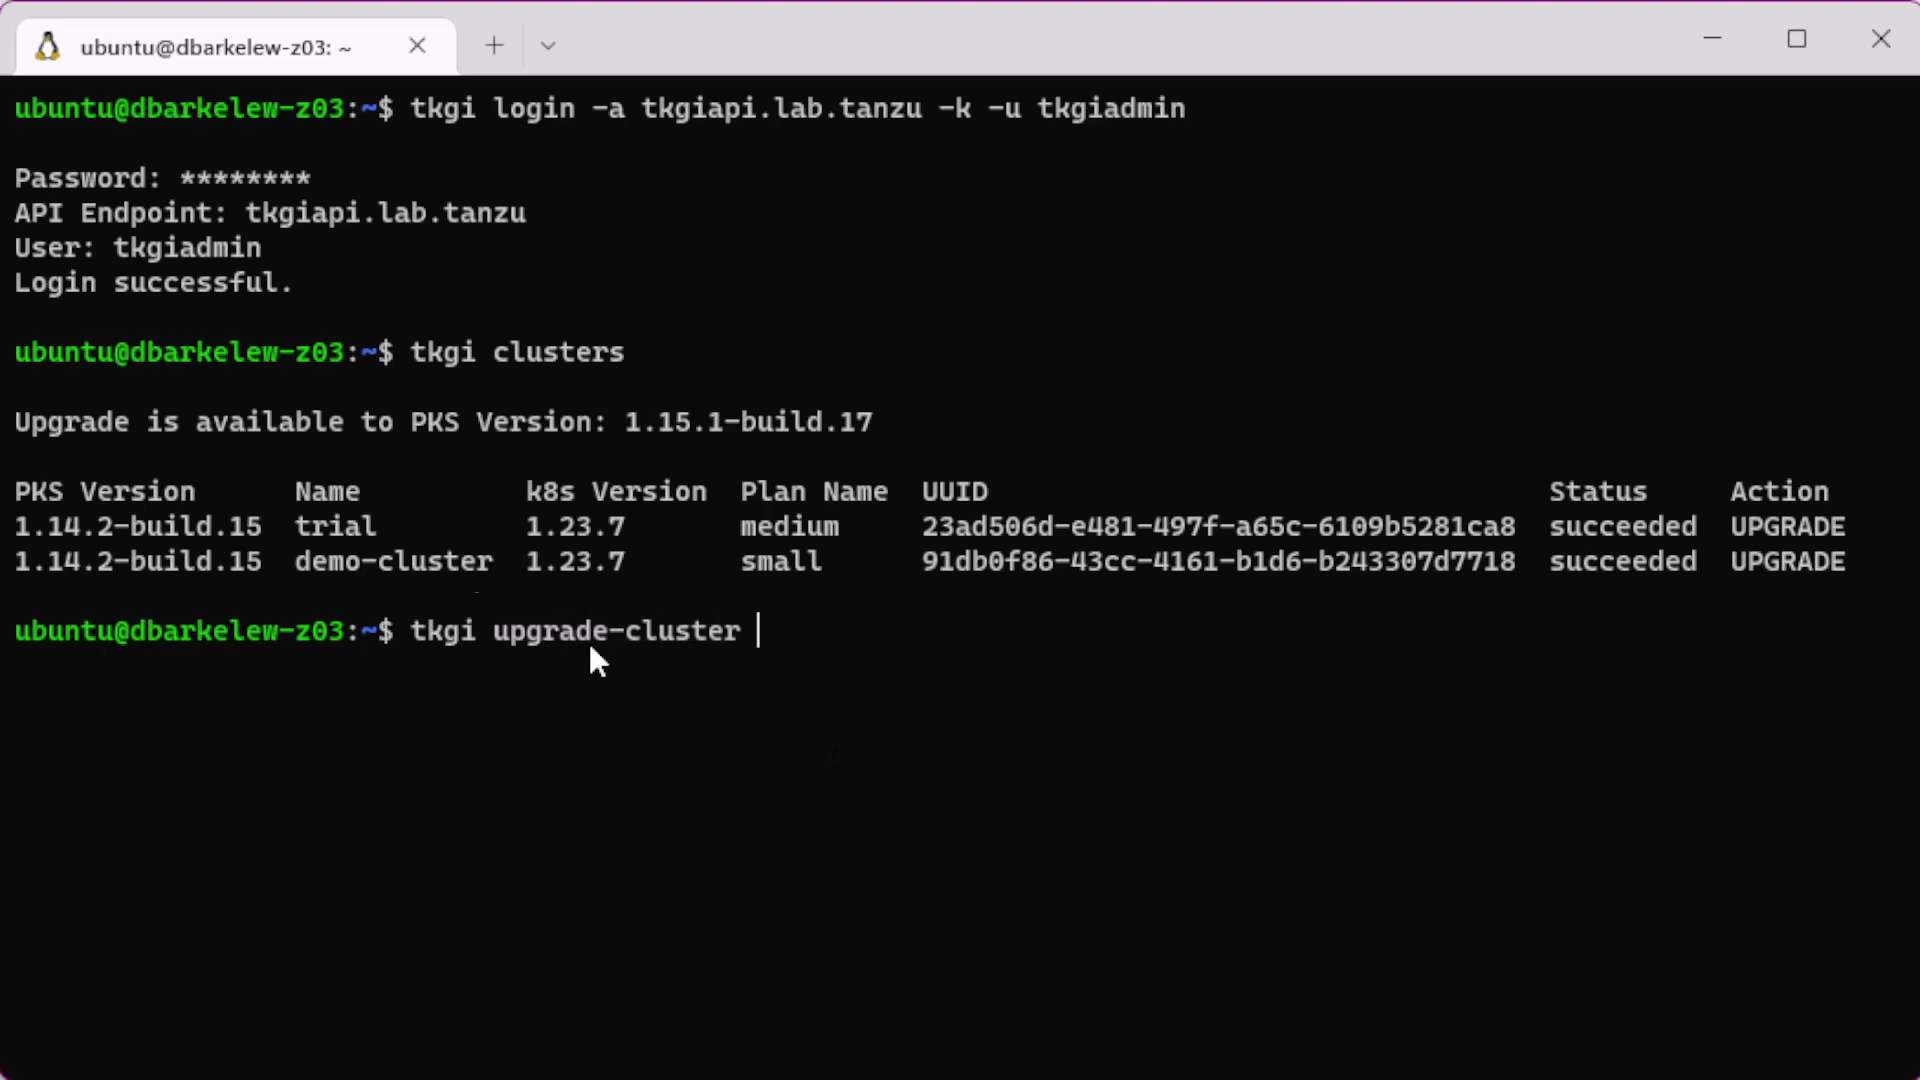 ubuntu@dbarkelew-z03: ~
ubuntu@dbarkelew-z03:~$ tkgi login -a tkgiapi.lab.tanzu -k -u tkgiadmin
Password: ********
API Endpoint: tkgiapi.lab.tanzu
User: tkgiadmin
Login successful.
ubuntu@dbarkelew-z03:~$ tkgi clusters
Upgrade is available to PKS Version: 1.15.1-build.17
PKS Version Name k8s Version Plan Name UUID Status Action
1.14.2-build.15 trial 1.23.7 medium 23ad506d-e481-497f-a65c-6109b5281ca8 succeeded UPGRADE
1.14.2-build.15 demo-cluster 1.23.7 small 91db0f86-43cc-4161-b1d6-b243307d7718 succeeded UPGRADE
ubuntu@dbarkelew-z03:~$ tkgi upgrade-cluster